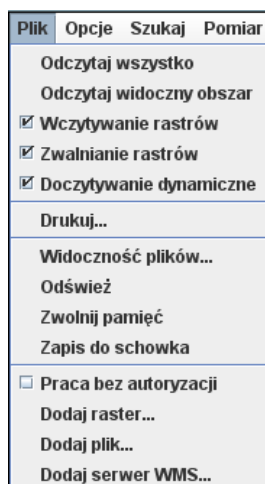 Plik Opcje Szukaj Pomiar
Odczytaj wszystko
Odczytaj widoczny obszar
Wczytywanie rastrów
Zwalnianie rastrów
Doczytywanie dynamiczne
Drukuj...
Widoczność plików...
Odśwież
Zwolnij pamięć
Zapis do schowka
Praca bez autoryzacji
Dodaj raster...
Dodaj plik...
Dodaj serwer WMS...